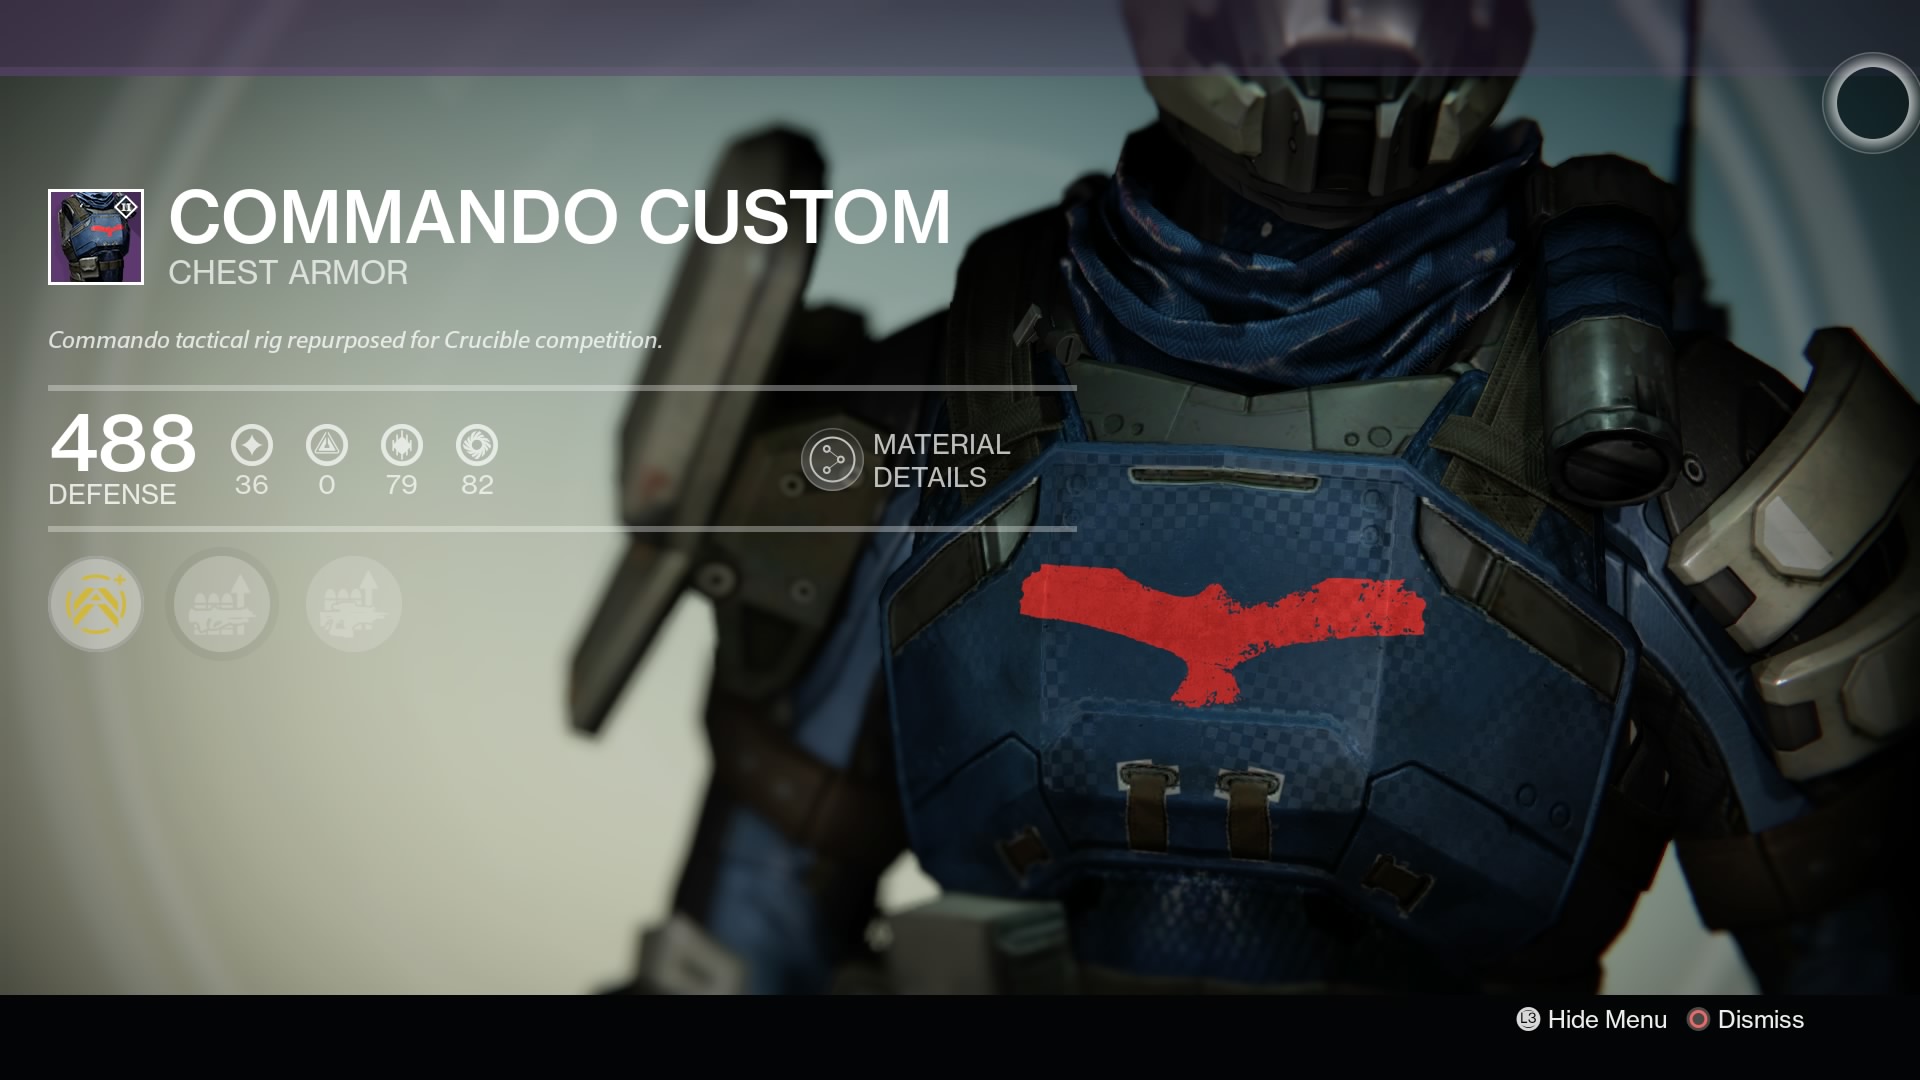 COMMANDO CUSTOM
CHEST ARMOR
Commando tactical rig repurposed for Crucible competition.
488
DEFENSE
36 0 79 82
MATERIAL
DETAILS
L3 Hide Menu Dismiss